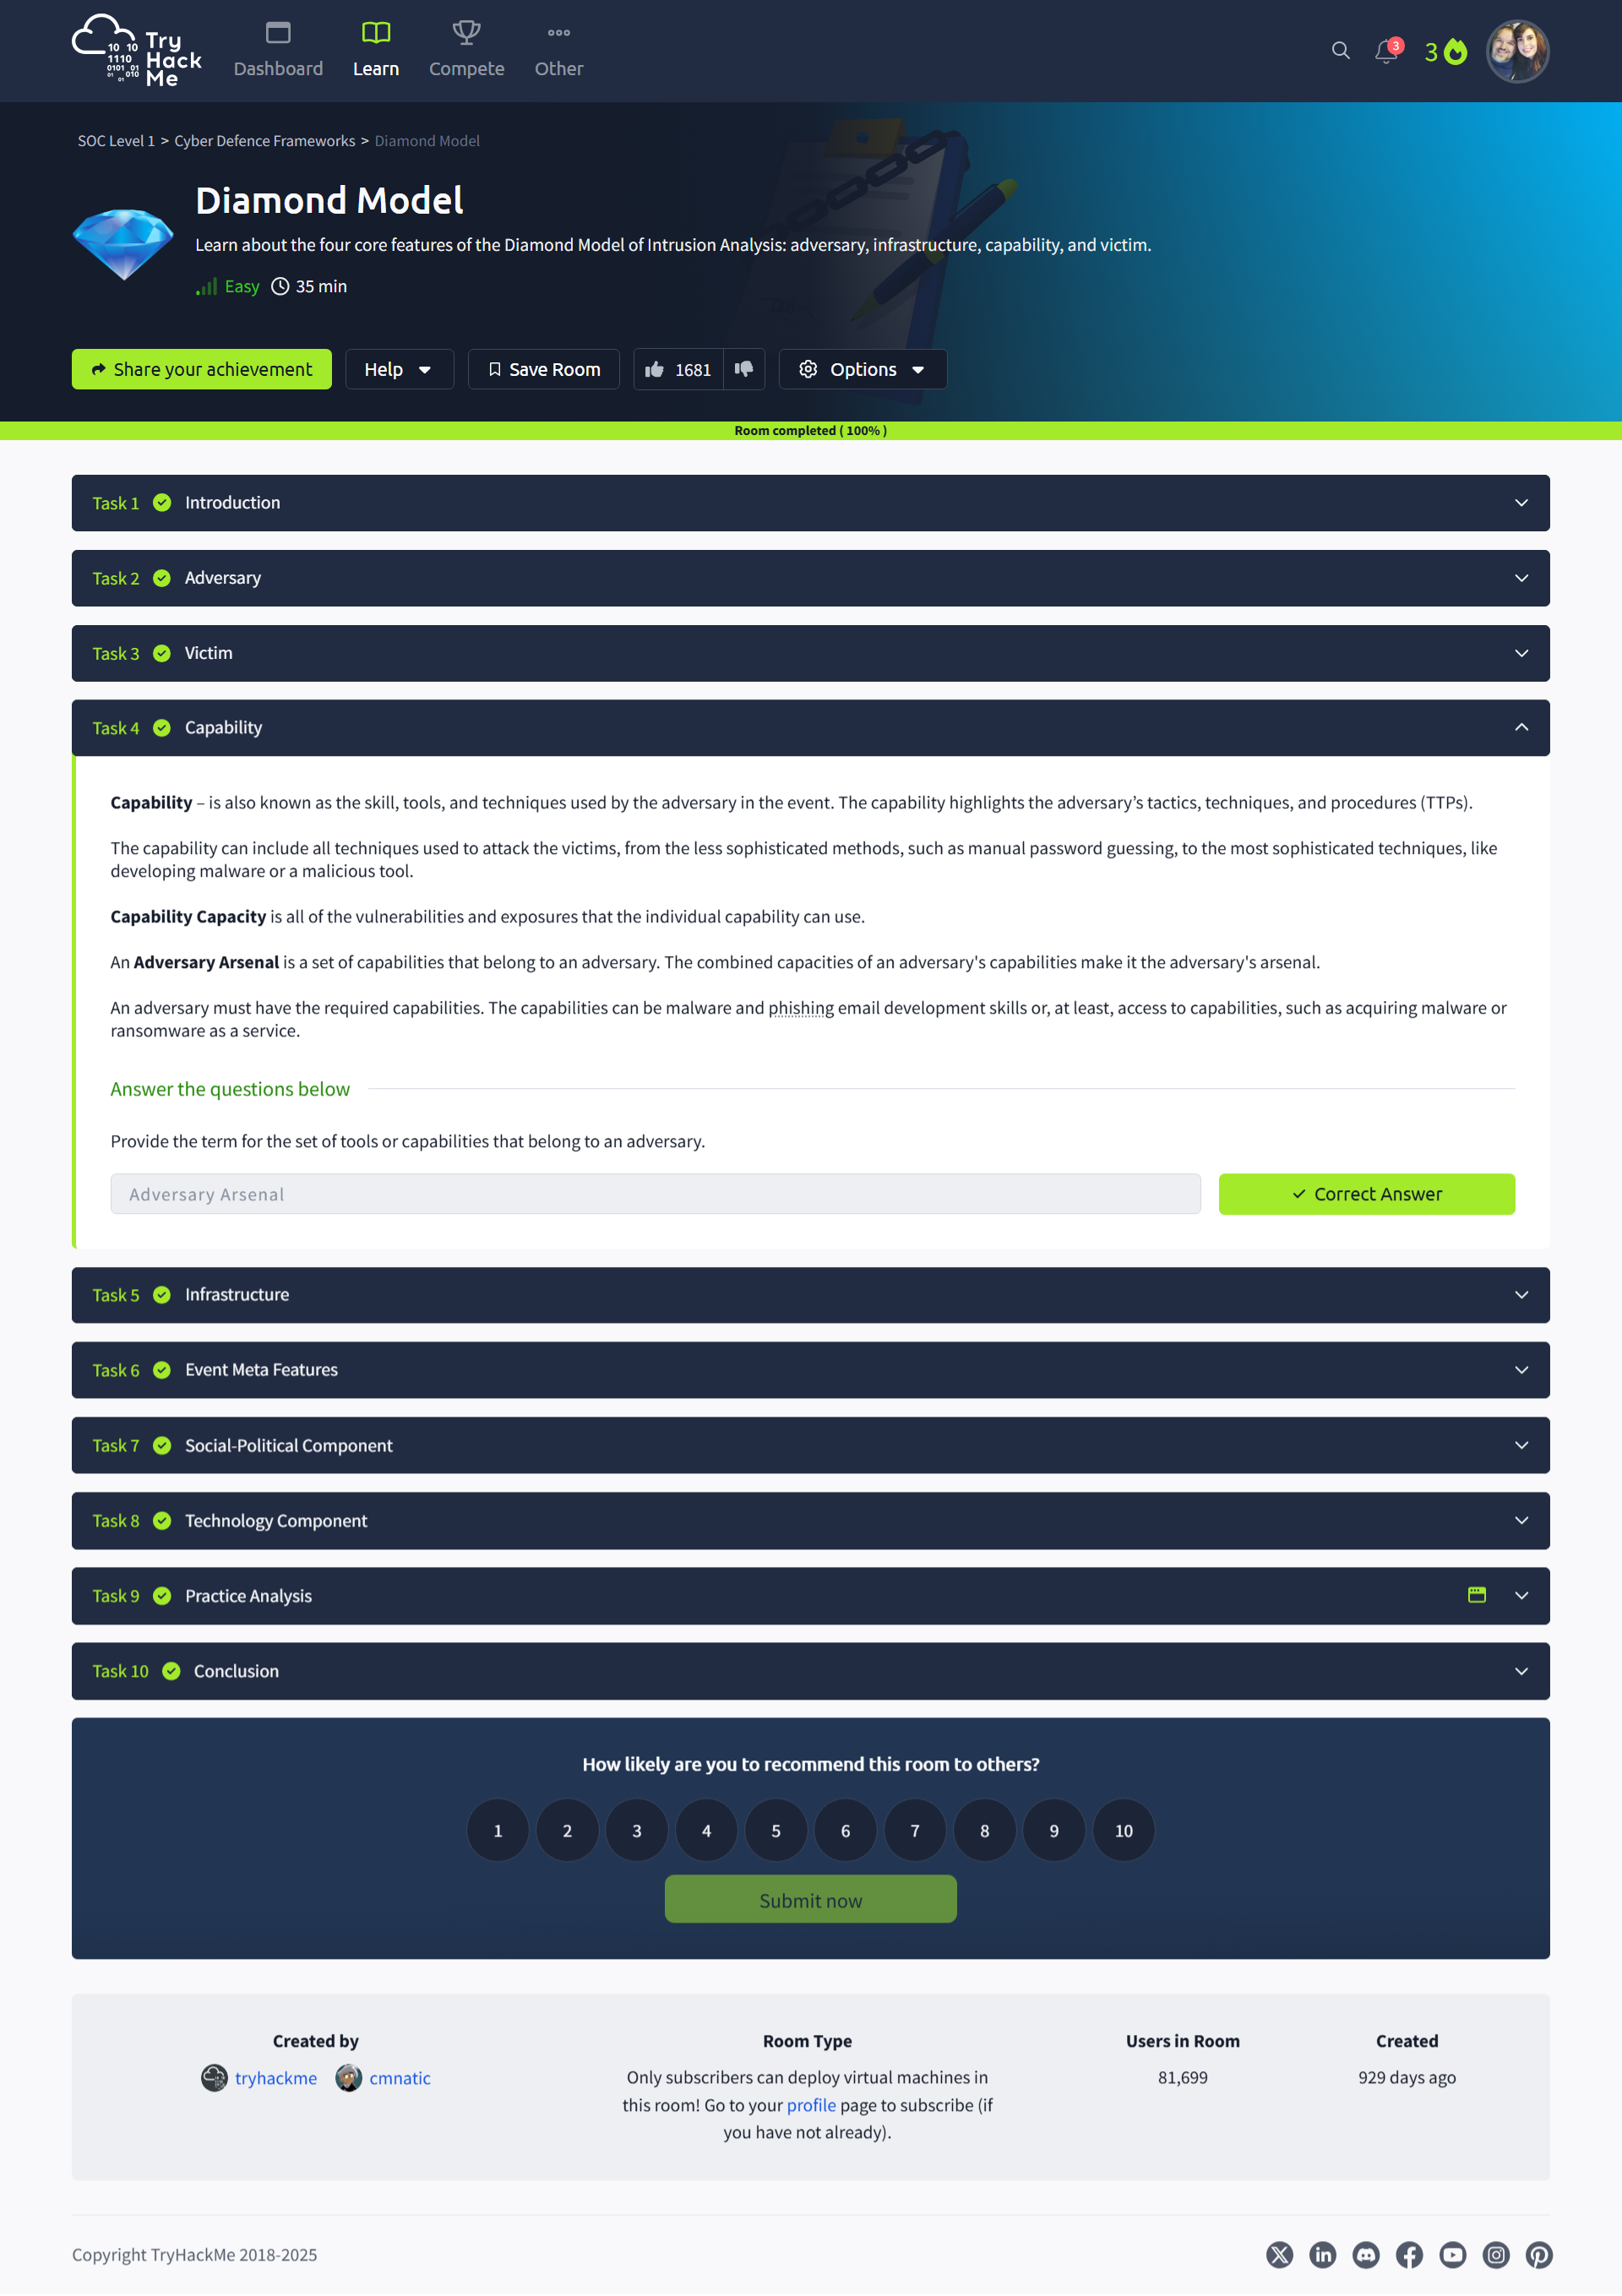 10 10
1110
0101 01
01 010
01
Try
Hack
Me
Dashboard
Learn
Compete
Other
3
3
SOC Level 1 > Cyber Defence Frameworks > Diamond Model
Diamond Model
Learn about the four core features of the Diamond Model of Intrusion Analysis: adversary, infrastructure, capability, and victim.
Easy 35 min
Share your achievement
Help
Save Room
1681
Options
Room completed ( 100% )
Task 1 Introduction
Task 2 Adversary
Task 3 Victim
Task 4 Capability
Capability – is also known as the skill, tools, and techniques used by the adversary in the event. The capability highlights the adversary’s tactics, techniques, and procedures (TTPs).
The capability can include all techniques used to attack the victims, from the less sophisticated methods, such as manual password guessing, to the most sophisticated techniques, like
developing malware or a malicious tool.
Capability Capacity is all of the vulnerabilities and exposures that the individual capability can use.
An Adversary Arsenal is a set of capabilities that belong to an adversary. The combined capacities of an adversary's capabilities make it the adversary's arsenal.
An adversary must have the required capabilities. The capabilities can be malware and phishing email development skills or, at least, access to capabilities, such as acquiring malware or
ransomware as a service.
Answer the questions below
Provide the term for the set of tools or capabilities that belong to an adversary.
Adversary Arsenal
Correct Answer
Task 5 Infrastructure
Task 6 Event Meta Features
Task 7 Social-Political Component
Task 8 Technology Component
Task 9 Practice Analysis
Task 10 Conclusion
How likely are you to recommend this room to others?
1 2 3 4 5 6 7 8 9 10
Submit now
Created by
tryhackme cmnatic
Room Type
Only subscribers can deploy virtual machines in
this room! Go to your profile page to subscribe (if
you have not already).
Users in Room
81,699
Created
929 days ago
Copyright TryHackMe 2018-2025